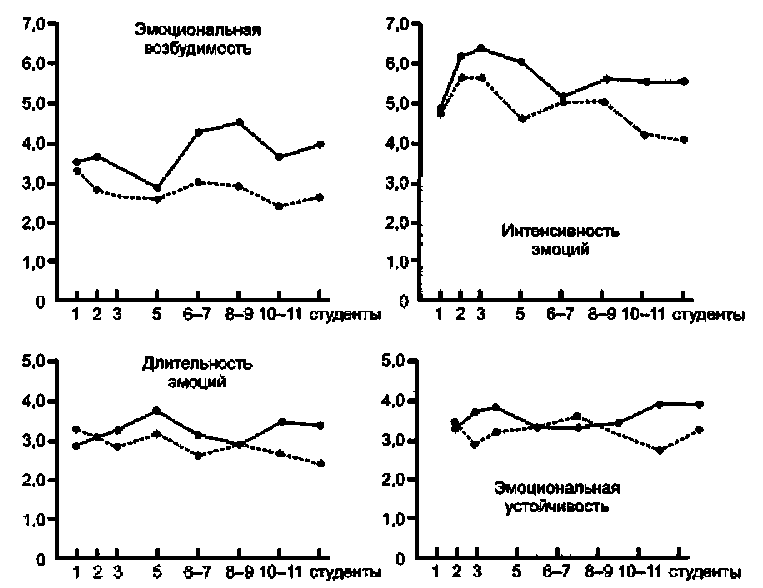 Эмоциональная
возбудимость
7,0
6,0
5,0
4,0
3,0
2,0
1,0
0
1 2 3 5 6–7 8–9 10–11 студенты
Интенсивность
эмоций
7,0
6,0
5,0
4,0
3,0
2,0
1,0
0
1 2 3 5 6–7 8–9 10–11 студенты
Длительность
эмоций
5,0
4,0
3,0
2,0
1,0
0
1 2 3 5 6–7 8–9 10–11 студенты
Эмоциональная
устойчивость
5,0
4,0
3,0
2,0
1,0
0
1 2 3 5 6–7 8–9 10–11 студенты